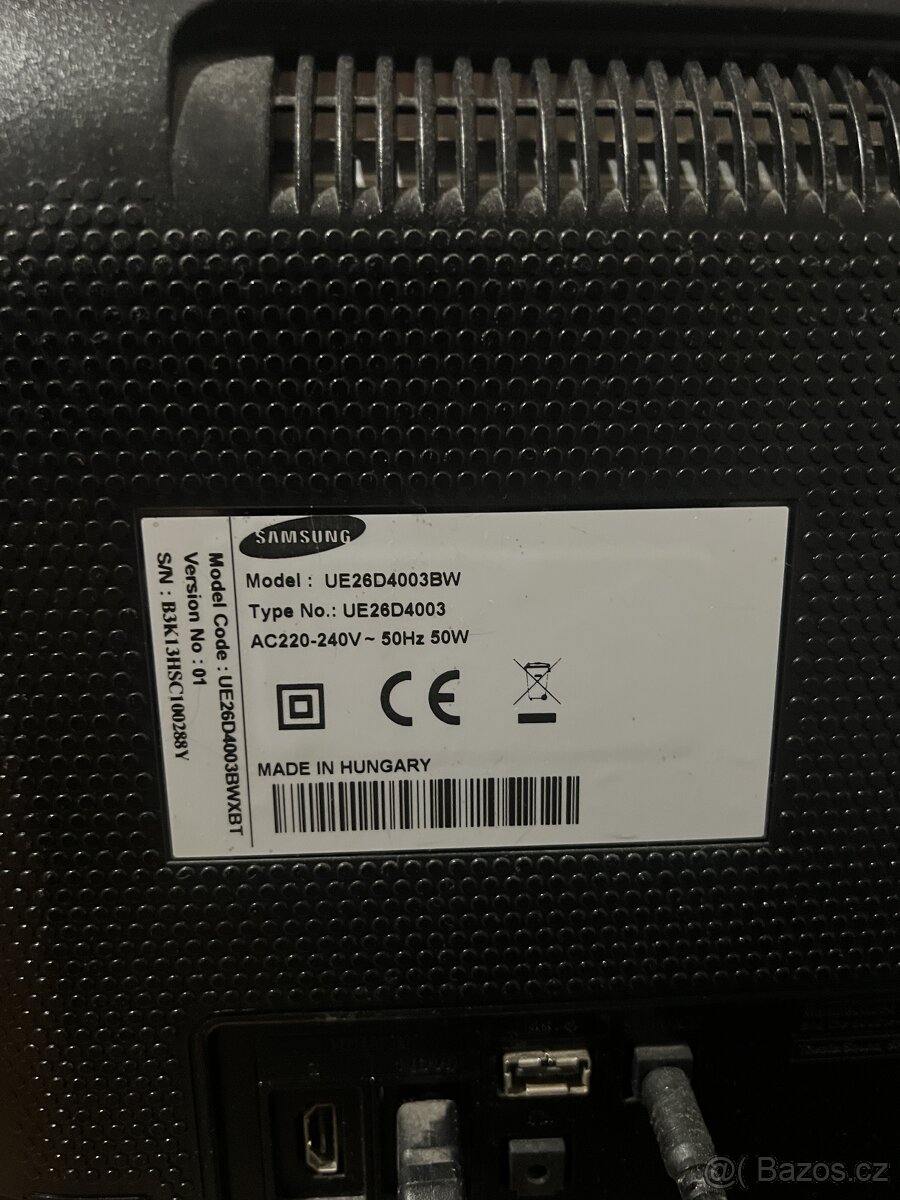 SAMSUNG
Model : UE26D4003BW
Type No.: UE26D4003
AC220-240V~ 50Hz 50W
CE
MADE IN HUNGARY
Model Code : UE26D4003BWXBT
Version No : 01
S/N : B3K13HSC100288Y
@( Bazos.cz